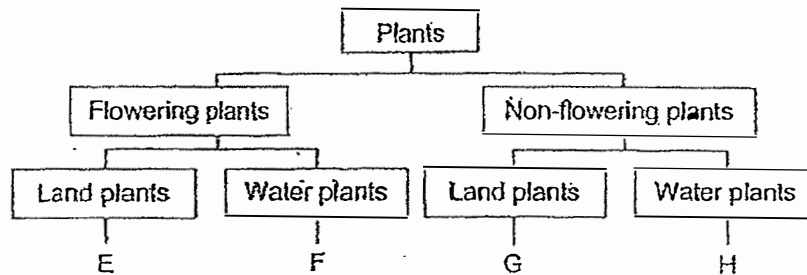 Plants
Flowering plants Non-flowering plants
Land plants Water plants Land plants Water plants
E F G H